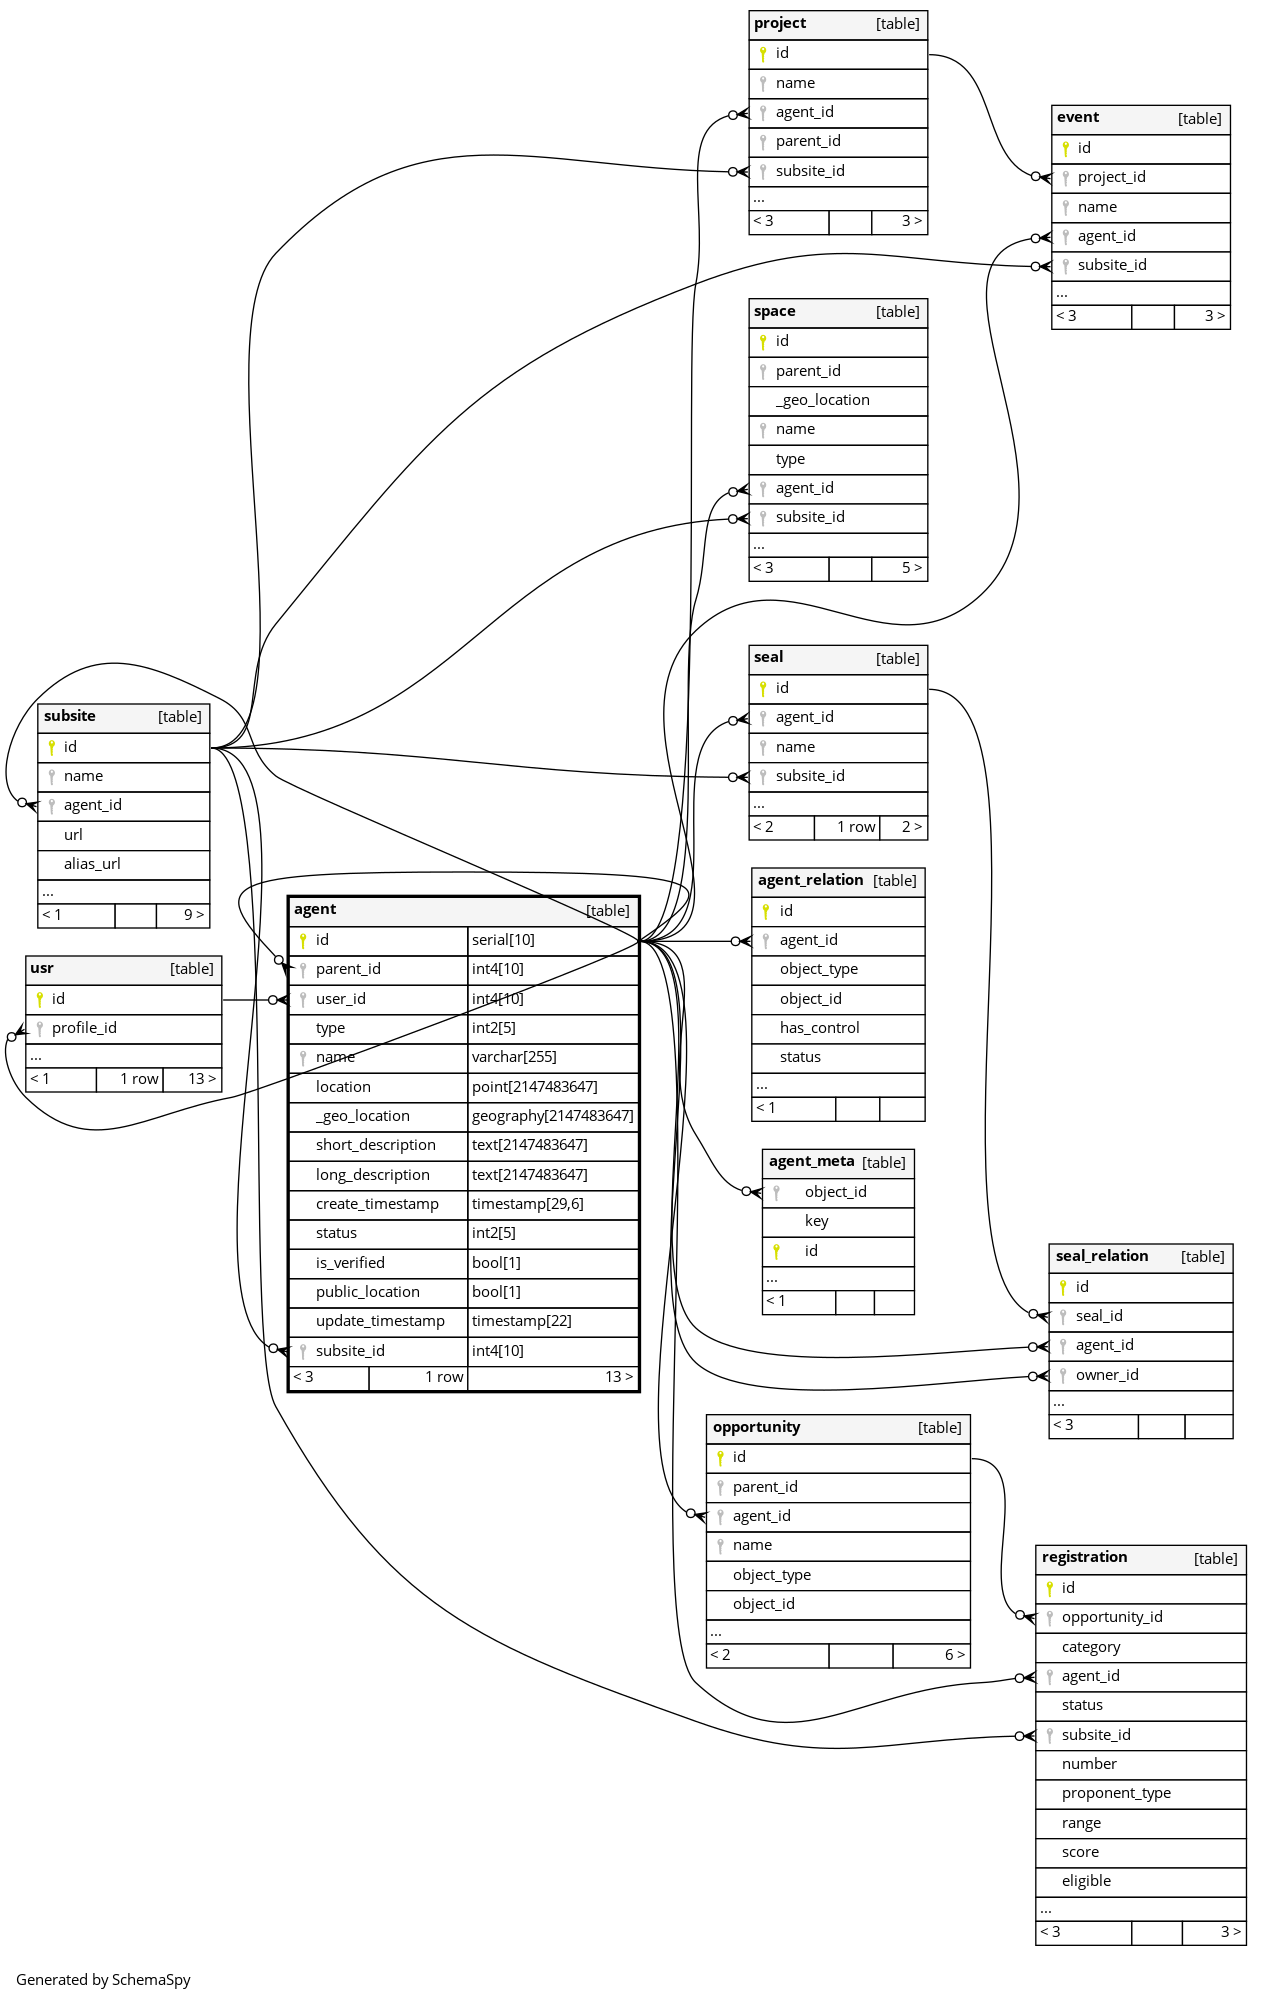 project [table]
id
name
agent_id
parent_id
subsite_id
...
< 3 3 >
event [table]
id
project_id
name
agent_id
subsite_id
...
< 3 3 >
space [table]
id
parent_id
_geo_location
name
type
agent_id
subsite_id
...
< 3 5 >
seal [table]
id
agent_id
name
subsite_id
...
< 2 1 row 2 >
subsite [table]
id
name
agent_id
url
alias_url
...
< 1 9 >
usr [table]
id
profile_id
...
< 1 1 row 13 >
agent [table]
id serial[10]
parent_id int4[10]
user_id int4[10]
type int2[5]
name varchar[255]
location point[2147483647]
_geo_location geography[2147483647]
short_description text[2147483647]
long_description text[2147483647]
create_timestamp timestamp[29,6]
status int2[5]
is_verified bool[1]
public_location bool[1]
update_timestamp timestamp[22]
subsite_id int4[10]
< 3 1 row 13 >
agent_relation [table]
id
agent_id
object_type
object_id
has_control
status
...
< 1
agent_meta [table]
object_id
key
id
...
< 1
seal_relation [table]
id
seal_id
agent_id
owner_id
...
< 3
opportunity [table]
id
parent_id
agent_id
name
object_type
object_id
...
< 2 6 >
registration [table]
id
opportunity_id
category
agent_id
status
subsite_id
number
proponent_type
range
score
eligible
...
< 3 3 >
Generated by SchemaSpy